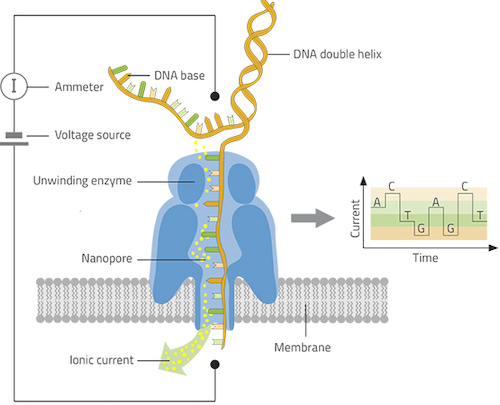 DNA double helix
DNA base
I
Ammeter
Voltage source
Unwinding enzyme
Nanopore
Ionic current
Membrane
Current
A C T G A G C T
Time